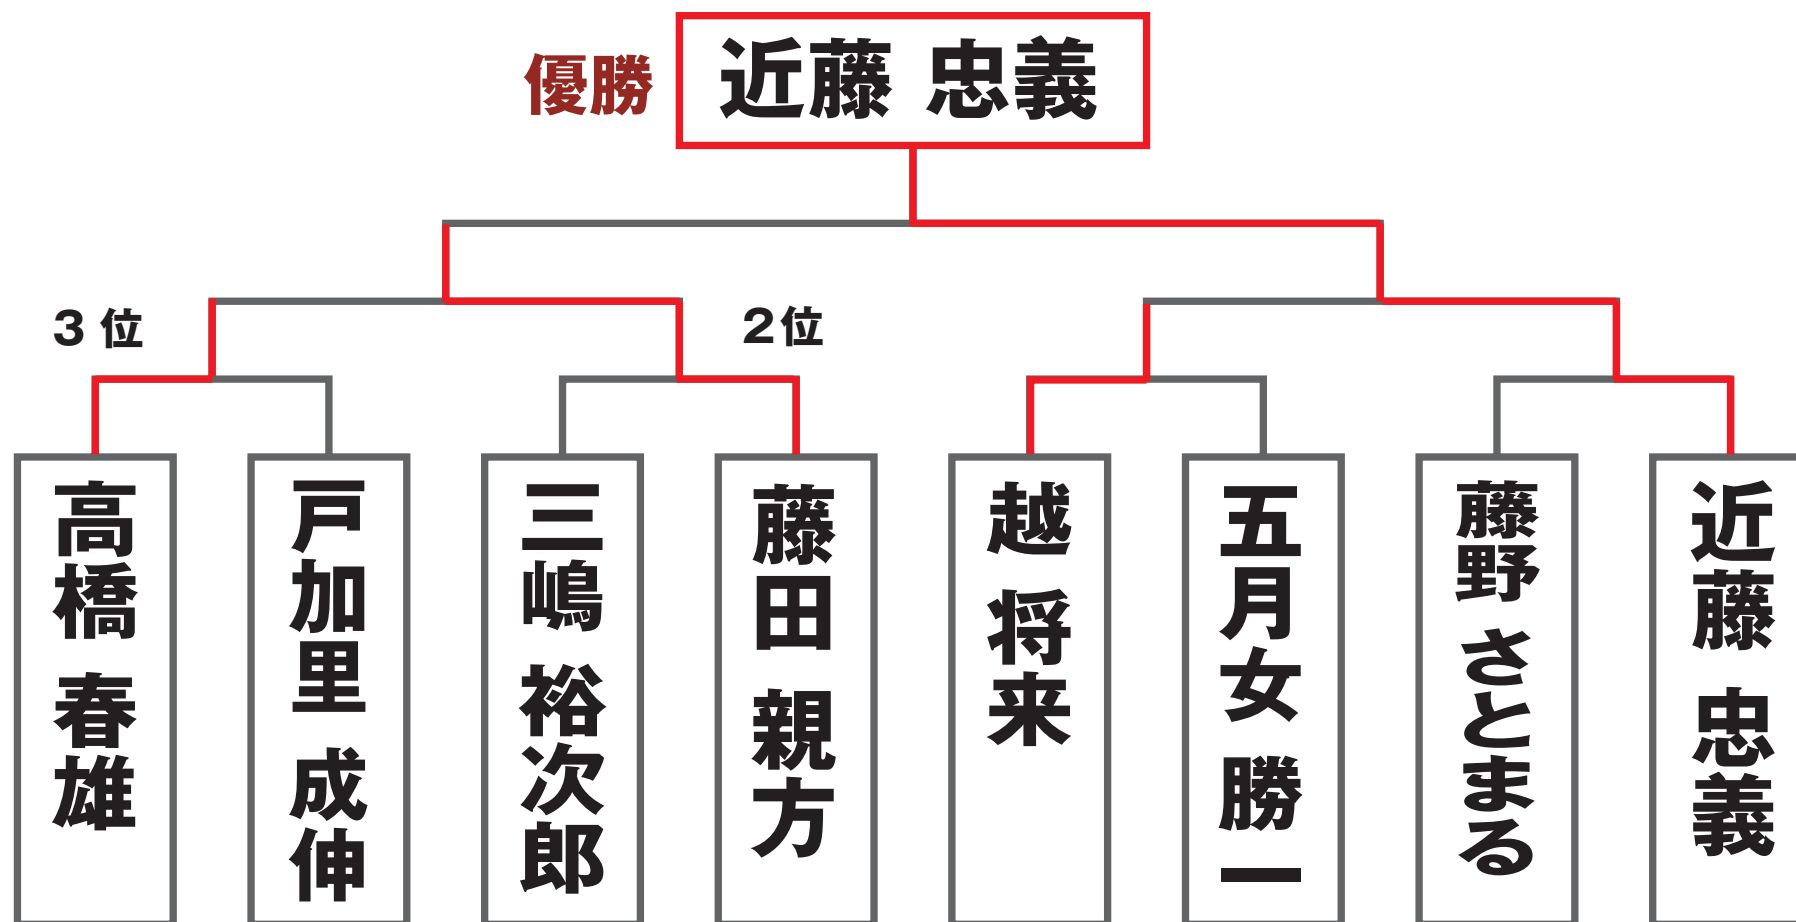 優勝
近藤 忠義
3 位
2位
高橋 春雄
戸加里 成伸
三嶋 裕次郎
藤田 親方
越 将来
五月女 勝一
藤野 さとまる
近藤 忠義